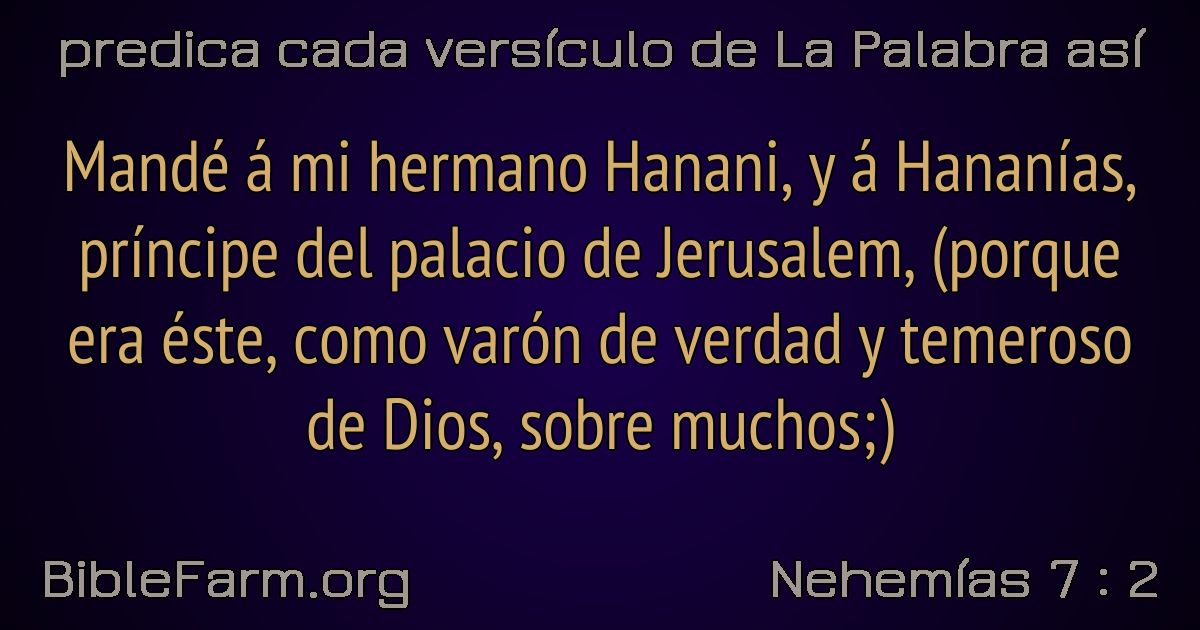 predica cada versículo de La Palabra así
Mandé á mi hermano Hanani, y á Hananías,
príncipe del palacio de Jerusalem, (porque
era éste, como varón de verdad y temeroso
de Dios, sobre muchos;)
BibleFarm.org
Nehemías 7 : 2